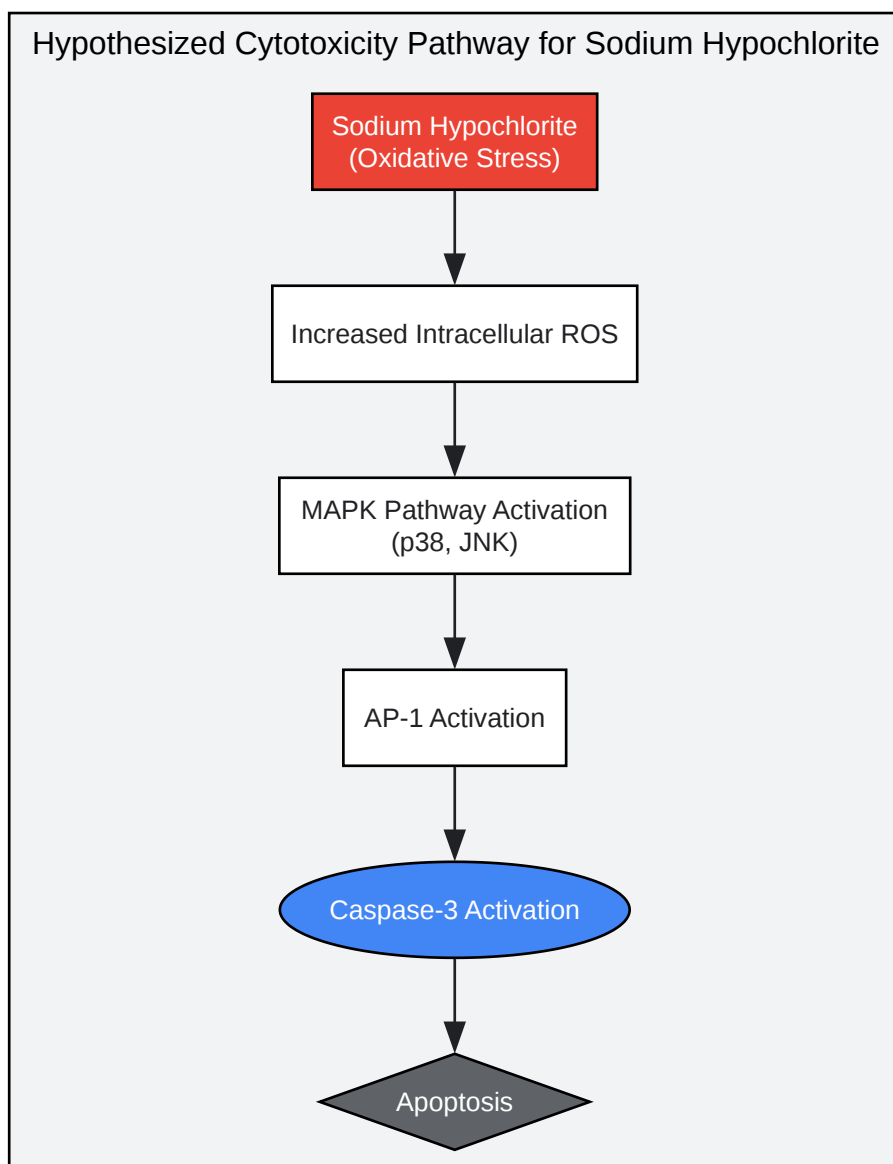 Hypothesized Cytotoxicity Pathway for Sodium Hypochlorite
Sodium Hypochlorite
(Oxidative Stress)
Increased Intracellular ROS
MAPK Pathway Activation
(p38, JNK)
AP-1 Activation
Caspase-3 Activation
Apoptosis